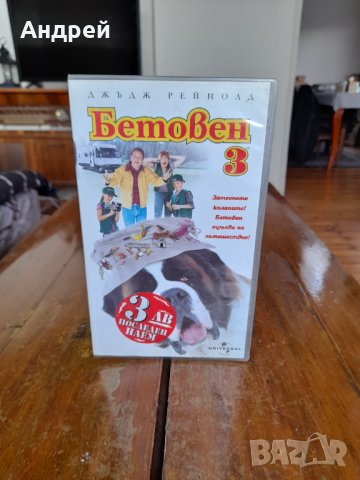 Андрей
ДЖЪДЖ РЕЙНОЛД
Бетовен
3
Затегнете
коланите!
Бетовен
тръгва на
пътешествие!
3 ЛВ
ПОСЛЕДЕН
НАЕМ
UNIVERSAL
BAZAR